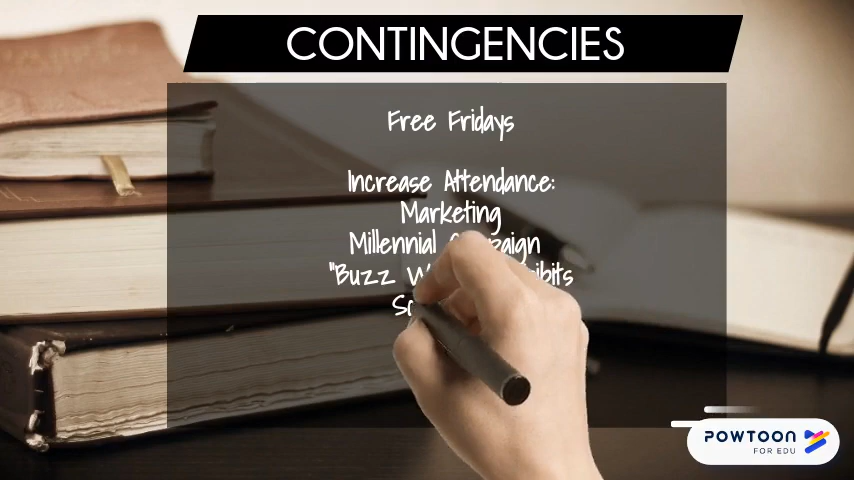 CONTINGENCIES
Free Fridays
Increase Attendance:
Marketing
Millennial
"Buzz
POWTOON
FOR EDU